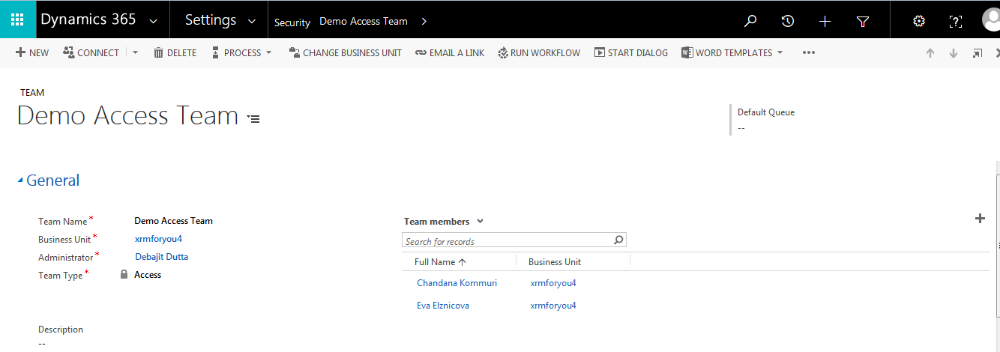 Dynamics 365 Settings Security Demo Access Team
NEW CONNECT DELETE PROCESS CHANGE BUSINESS UNIT EMAIL A LINK RUN WORKFLOW START DIALOG WORD TEMPLATES •••
TEAM
Demo Access Team
Default Queue
--
General
Team Name* Demo Access Team
Business Unit* xrmforyou4
Administrator* Debajit Dutta
Team Type* Access
Team members
Search for records
Full Name Business Unit
Chandana Kommuri xrmforyou4
Eva Elznicova xrmforyou4
Description
--